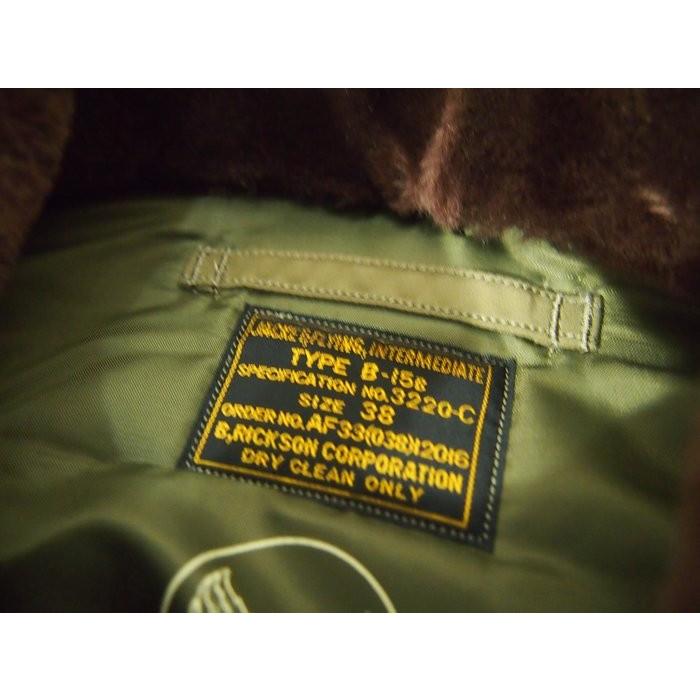 JACKET,FLYING, INTERMEDIATE
TYPE B-15B
SPECIFICATION NO.3220-C
SIZE 38
ORDER NO.AF33(038)12016
B,RICKSON CORPORATION
DRY CLEAN ONLY